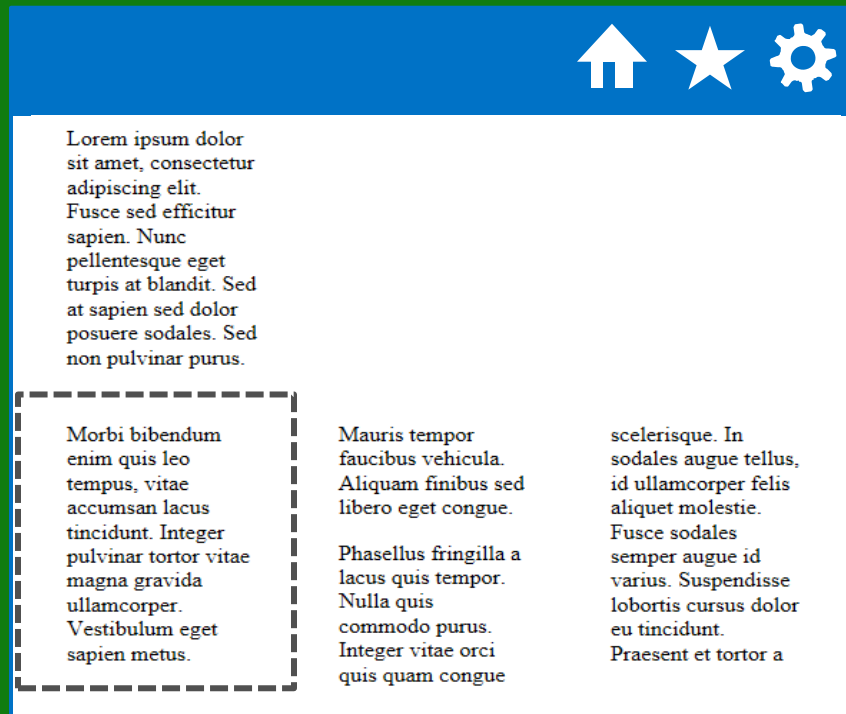 Lorem ipsum dolor
sit amet, consectetur
adipiscing elit.
Fusce sed efficitur
sapien. Nunc
pellentesque eget
turpis at blandit. Sed
at sapien sed dolor
posuere sodales. Sed
non pulvinar purus.
Morbi bibendum
enim quis leo
tempus, vitae
accumsan lacus
tincidunt. Integer
pulvinar tortor vitae
magna gravida
ullamcorper.
Vestibulum eget
sapien metus.
Mauris tempor
faucibus vehicula.
Aliquam finibus sed
libero eget congue.
Phasellus fringilla a
lacus quis tempor.
Nulla quis
commodo purus.
Integer vitae orci
quis quam congue
scelerisque. In
sodales augue tellus,
id ullamcorper felis
aliquet molestie.
Fusce sodales
semper augue id
varius. Suspendisse
lobortis cursus dolor
eu tincidunt.
Praesent et tortor a